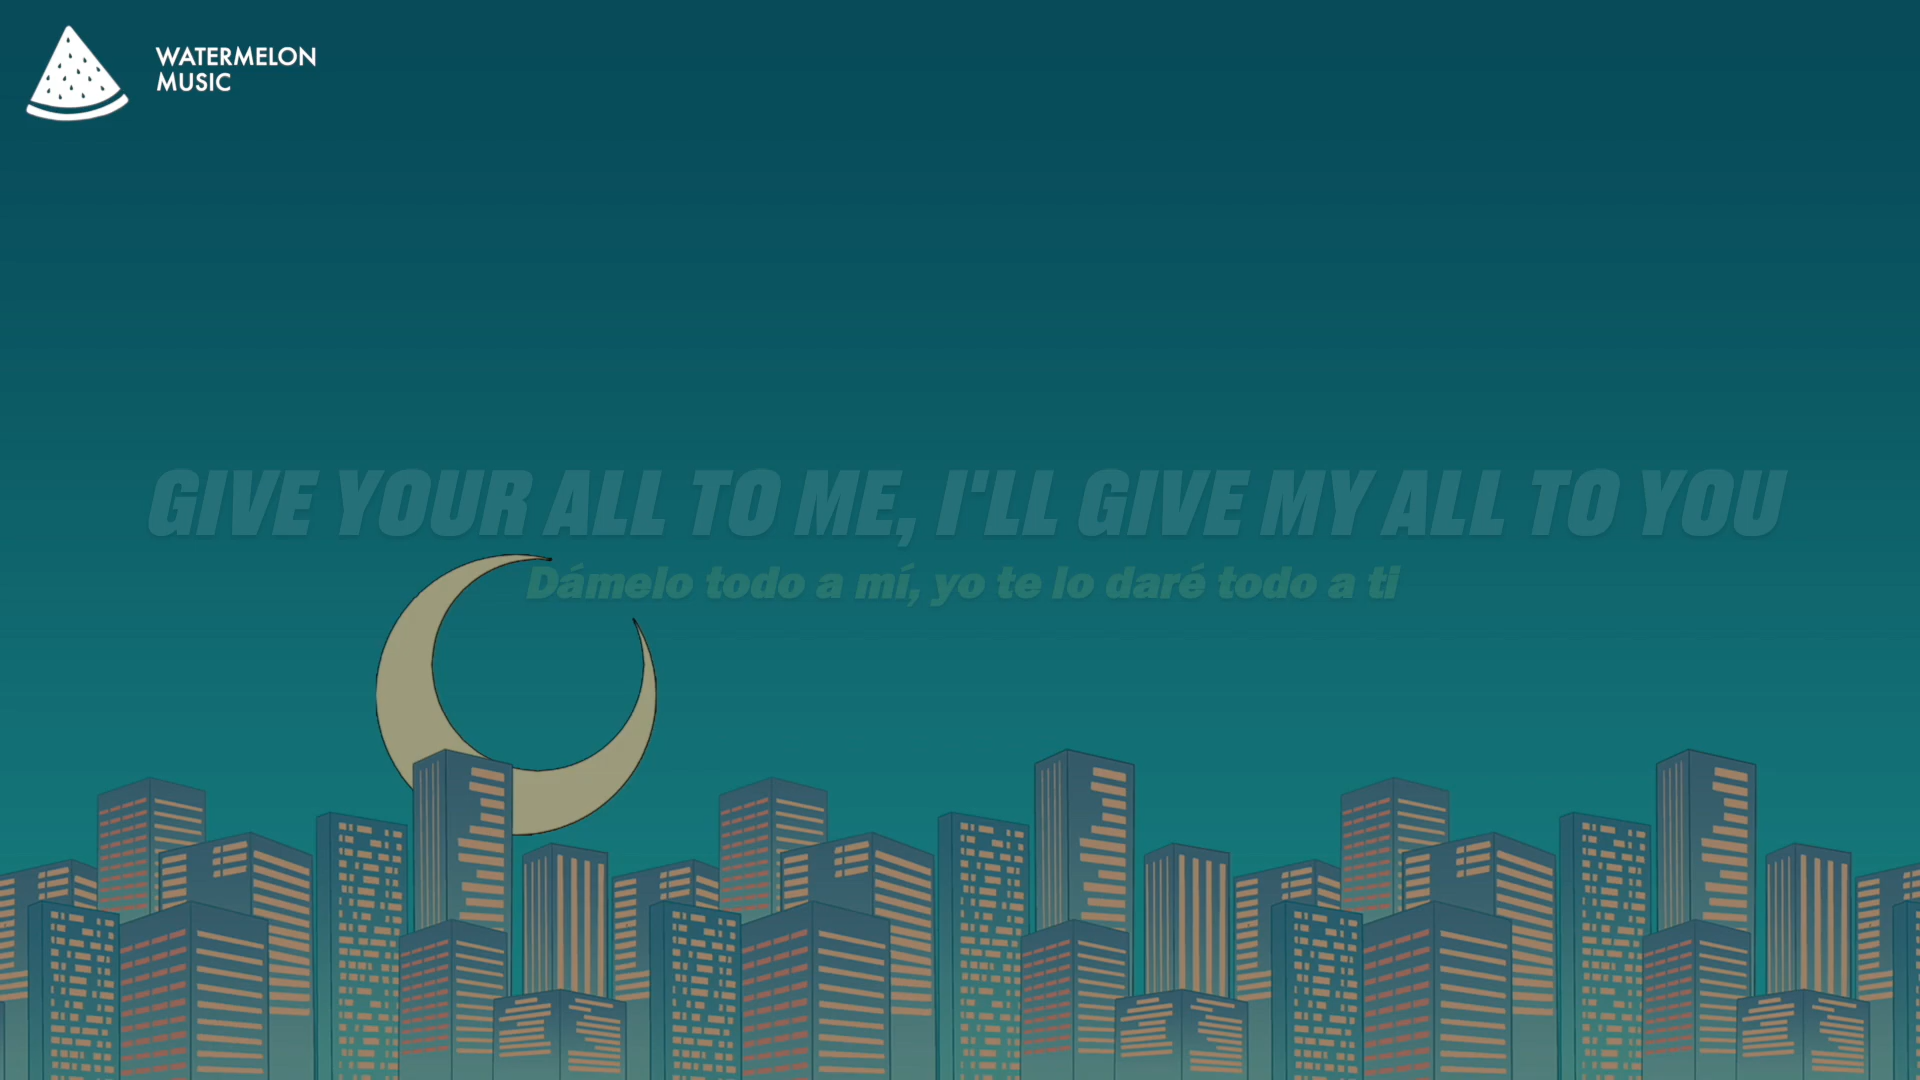 WATERMELON
MUSIC
GIVE YOUR ALL TO ME, I'LL GIVE MY ALL TO YOU
Dámelo todo a mí, yo te lo daré todo a ti